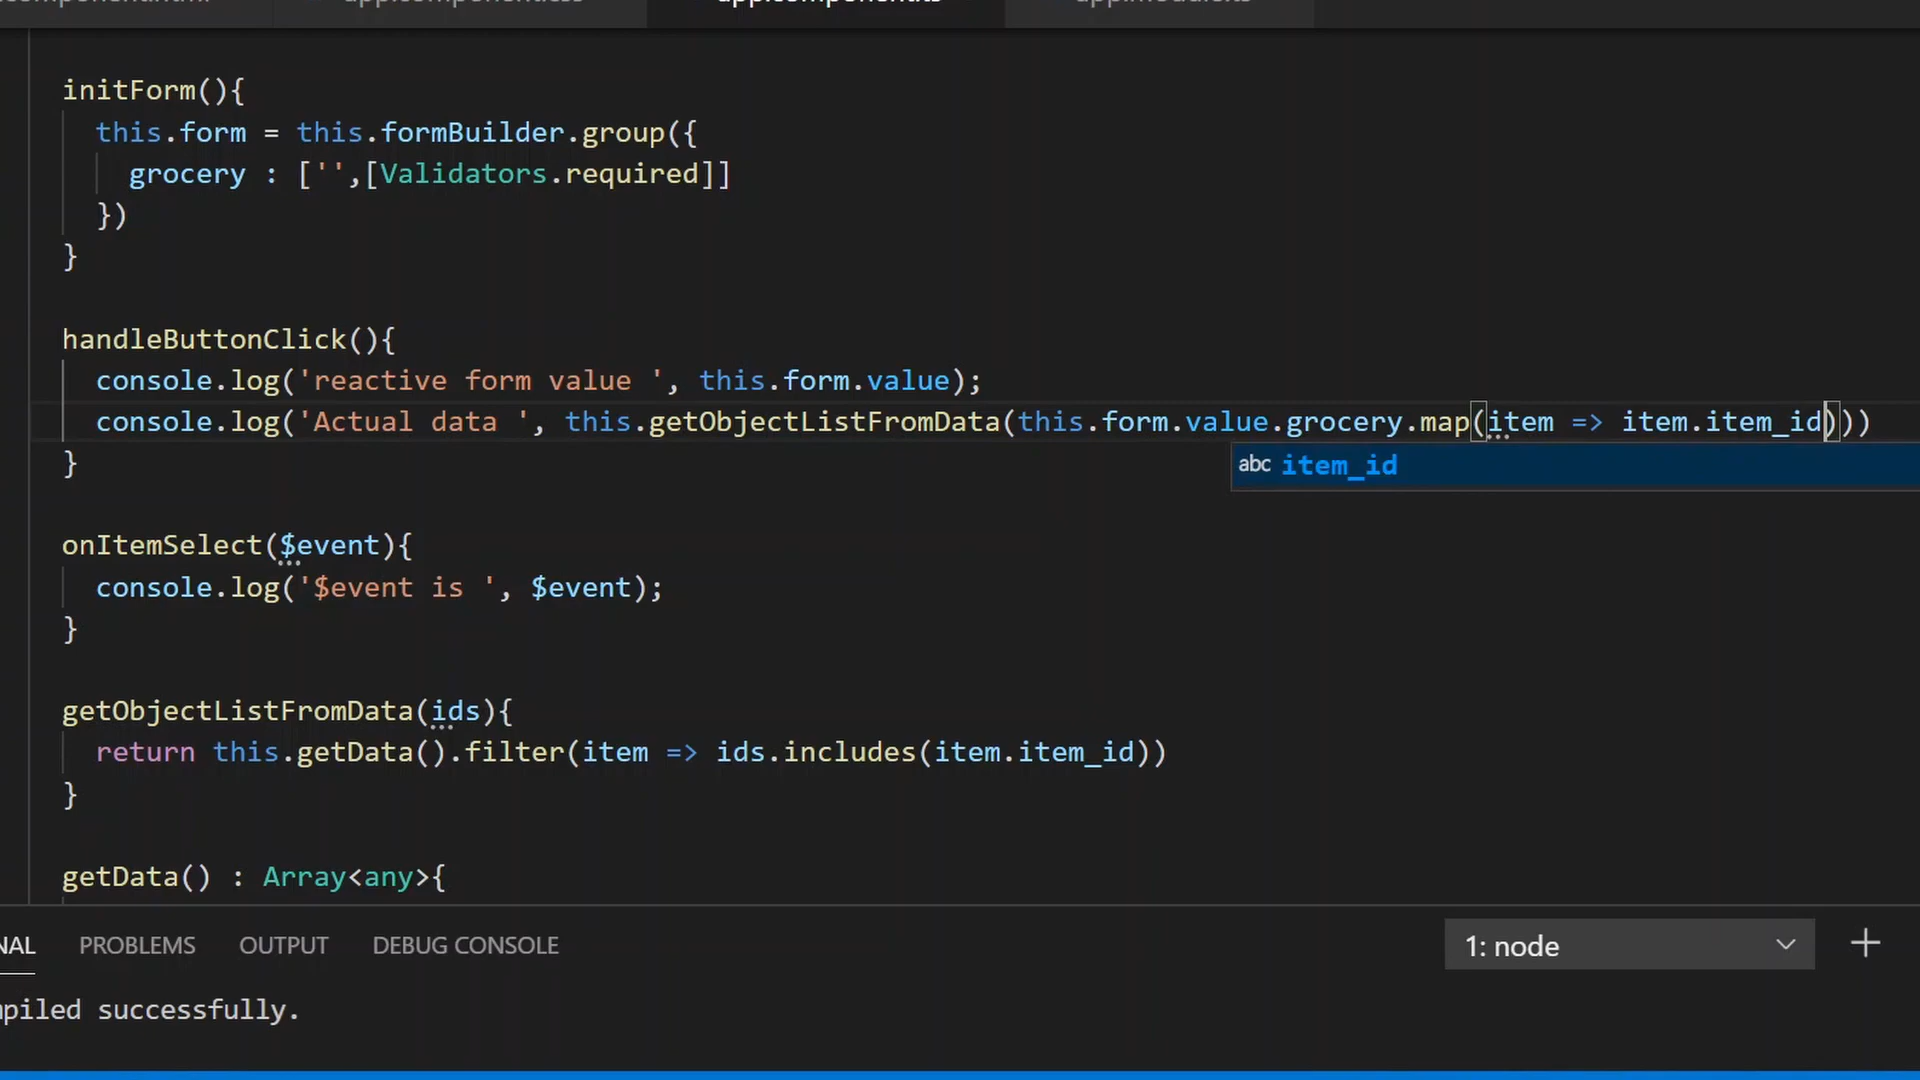 initForm(){
this.form = this.formBuilder.group({
grocery : ['',[Validators.required]]
})
}
handleButtonClick(){
console.log('reactive form value ', this.form.value);
console.log('Actual data ', this.getObjectListFromData(this.form.value.grocery.map(item => item.item_id)))
abc item_id
}
onItemSelect($event){
console.log('$event is ', $event);
}
getObjectListFromData(ids){
return this.getData().filter(item => ids.includes(item.item_id))
}
getData() : Array<any>{
NAL PROBLEMS OUTPUT DEBUG CONSOLE 1: node
piled successfully.